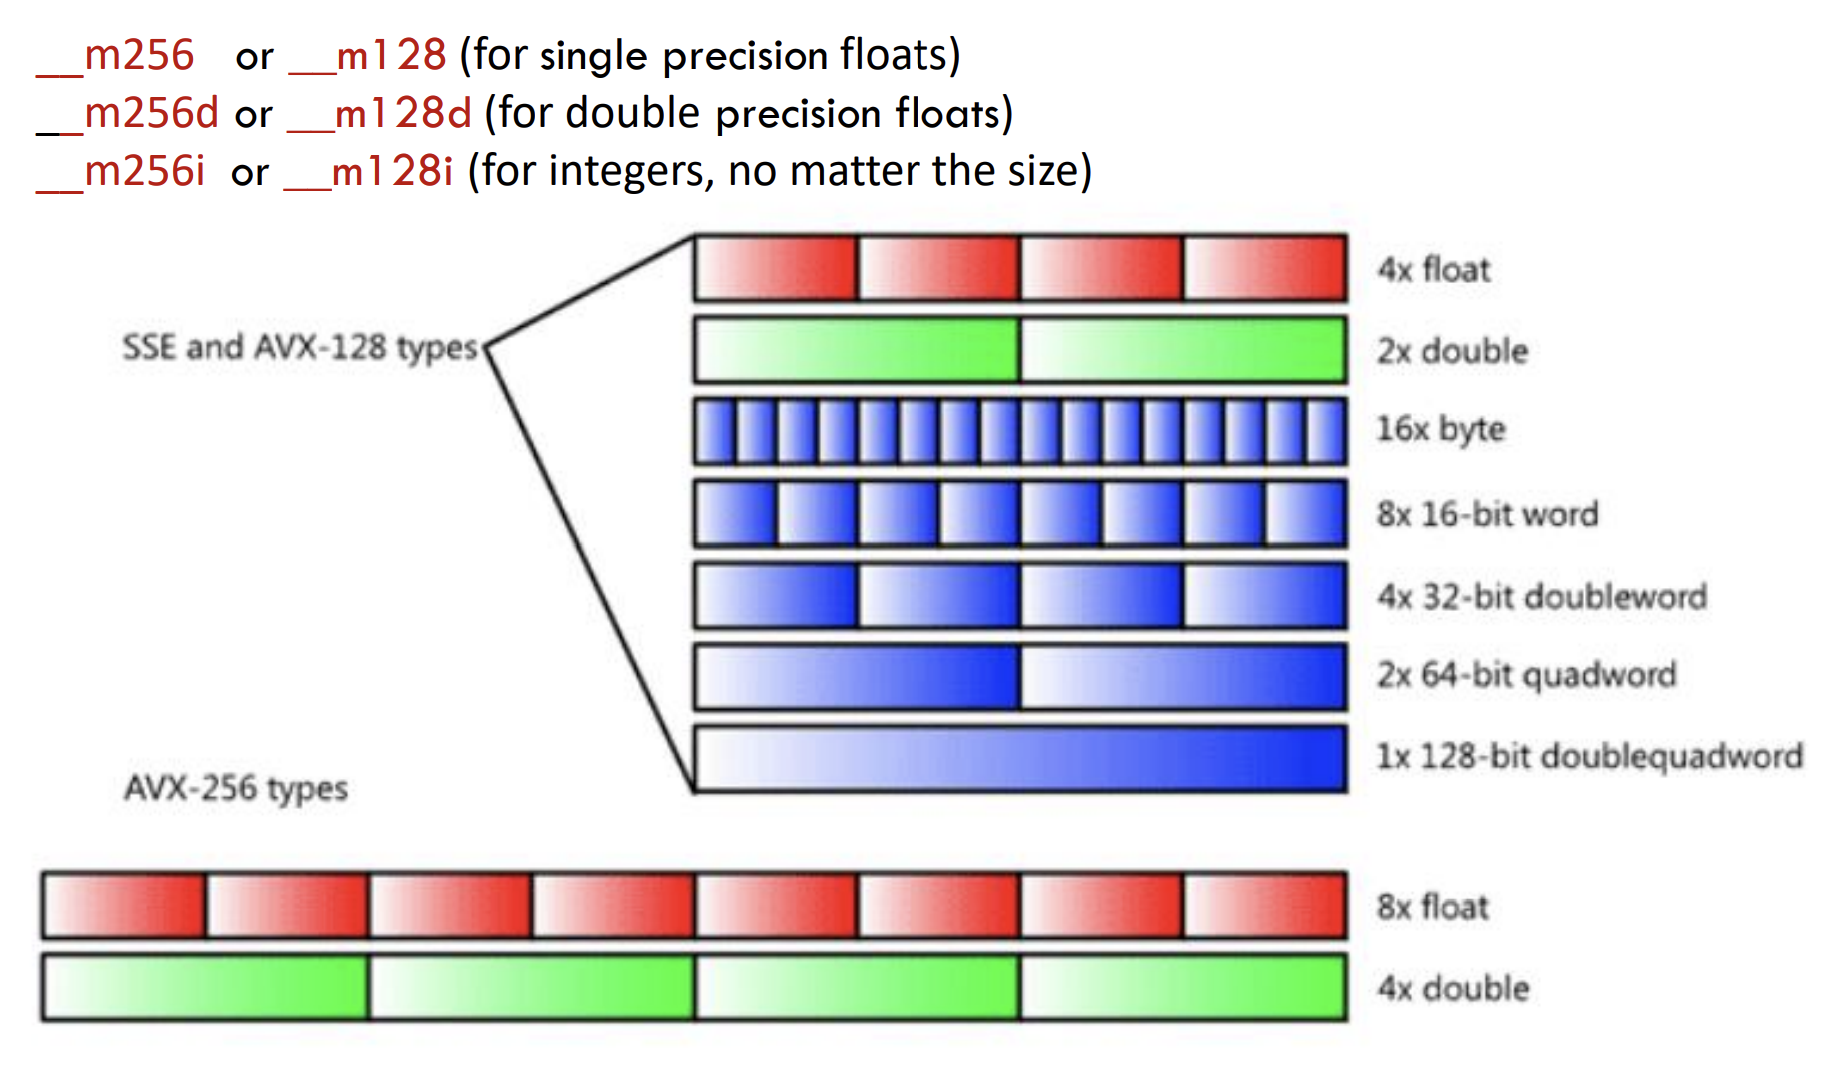 __m256 or __m128 (for single precision floats)
__m256d or __m128d (for double precision floats)
__m256i or __m128i (for integers, no matter the size)
4x float
SSE and AVX-128 types
2x double
16x byte
8x 16-bit word
4x 32-bit doubleword
2x 64-bit quadword
1x 128-bit doublequadword
AVX-256 types
8x float
4x double